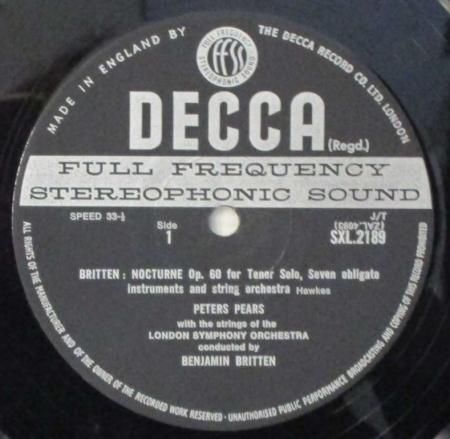 MADE IN ENGLAND BY
THE DECCA RECORD CO. LTD. LONDON
FULL FREQUENCY
ffss
STEREOPHONIC SOUND
DECCA (Regd.)
FULL FREQUENCY
STEREOPHONIC SOUND
SPEED 33-⅓
Side
1
J/T
(ZAL.4693)
SXL.2189
BRITTEN : NOCTURNE Op. 60 for Tenor Solo, Seven obligato
instruments and string orchestra Hawkes
PETERS PEARS
with the strings of the
LONDON SYMPHONY ORCHESTRA
conducted by
BENJAMIN BRITTEN
ALL RIGHTS OF THE MANUFACTURER AND OF THE OWNER OF THE RECORDED WORK RESERVED · UNAUTHORISED PUBLIC PERFORMANCE BROADCASTING AND COPYING OF THIS RECORD PROHIBITED